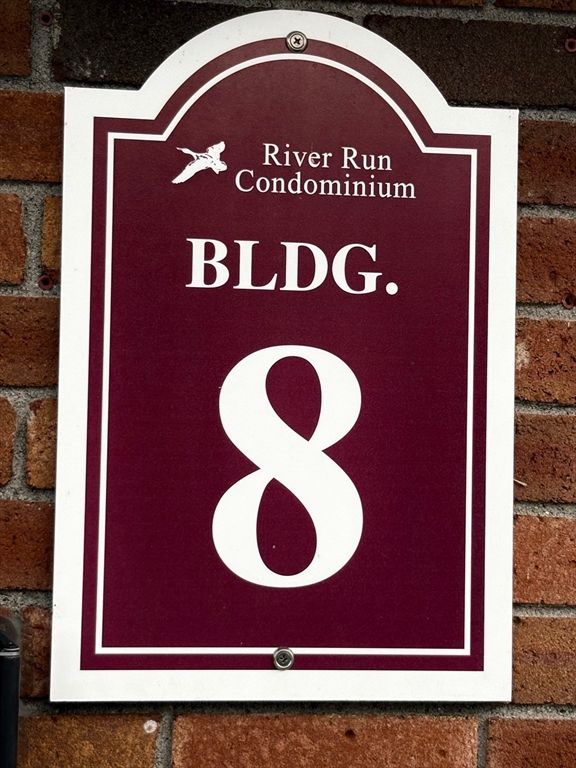 River Run
Condominium
BLDG.
8